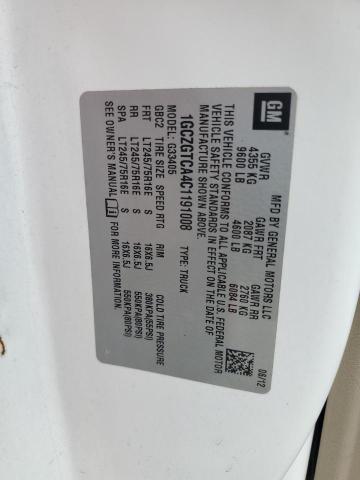 GM
MFD BY GENERAL MOTORS LLC
06/12
GVWR GAWR FRT GAWR RR
4355 KG 2087 KG 2760 KG
9600 LB 4600 LB 6084 LB
THIS VEHICLE CONFORMS TO ALL APPLICABLE U.S. FEDERAL MOTOR
VEHICLE SAFETY STANDARDS IN EFFECT ON THE DATE OF
MANUFACTURE SHOWN ABOVE.
1GCZGTCA4C1191008 TYPE: TRUCK
MODEL: G33405
GBC2 TIRE SIZE SPEED RTG RIM COLD TIRE PRESSURE
FRT LT245/75R16E S 16X6.5J 380KPA(55PSI)
RR LT245/75R16E S 16X6.5J 550KPA(80PSI)
SPA LT245/75R16E S 16X6.5J 550KPA(80PSI)
SEE OWNER'S MANUAL